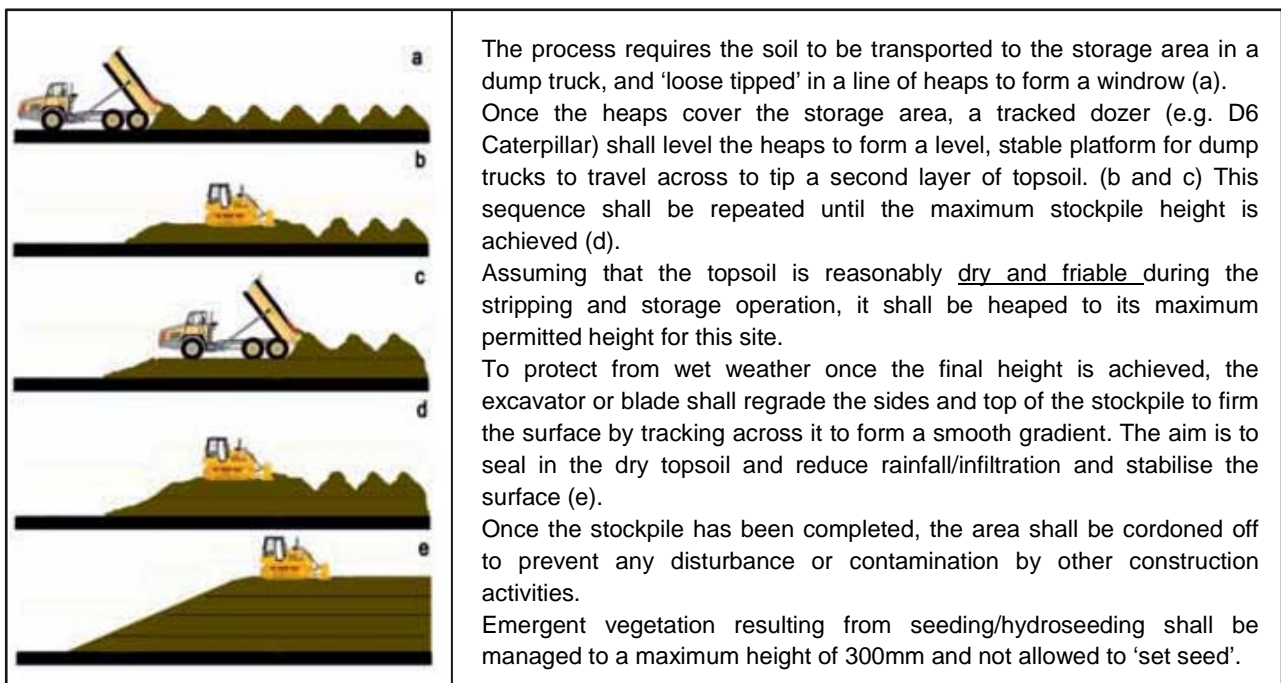 a
b
c
d
e
The process requires the soil to be transported to the storage area in a
dump truck, and ‘loose tipped’ in a line of heaps to form a windrow (a).
Once the heaps cover the storage area, a tracked dozer (e.g. D6
Caterpillar) shall level the heaps to form a level, stable platform for dump
trucks to travel across to tip a second layer of topsoil. (b and c) This
sequence shall be repeated until the maximum stockpile height is
achieved (d).
Assuming that the topsoil is reasonably dry and friable during the
stripping and storage operation, it shall be heaped to its maximum
permitted height for this site.
To protect from wet weather once the final height is achieved, the
excavator or blade shall regrade the sides and top of the stockpile to firm
the surface by tracking across it to form a smooth gradient. The aim is to
seal in the dry topsoil and reduce rainfall/infiltration and stabilise the
surface (e).
Once the stockpile has been completed, the area shall be cordoned off
to prevent any disturbance or contamination by other construction
activities.
Emergent vegetation resulting from seeding/hydroseeding shall be
managed to a maximum height of 300mm and not allowed to ‘set seed’.